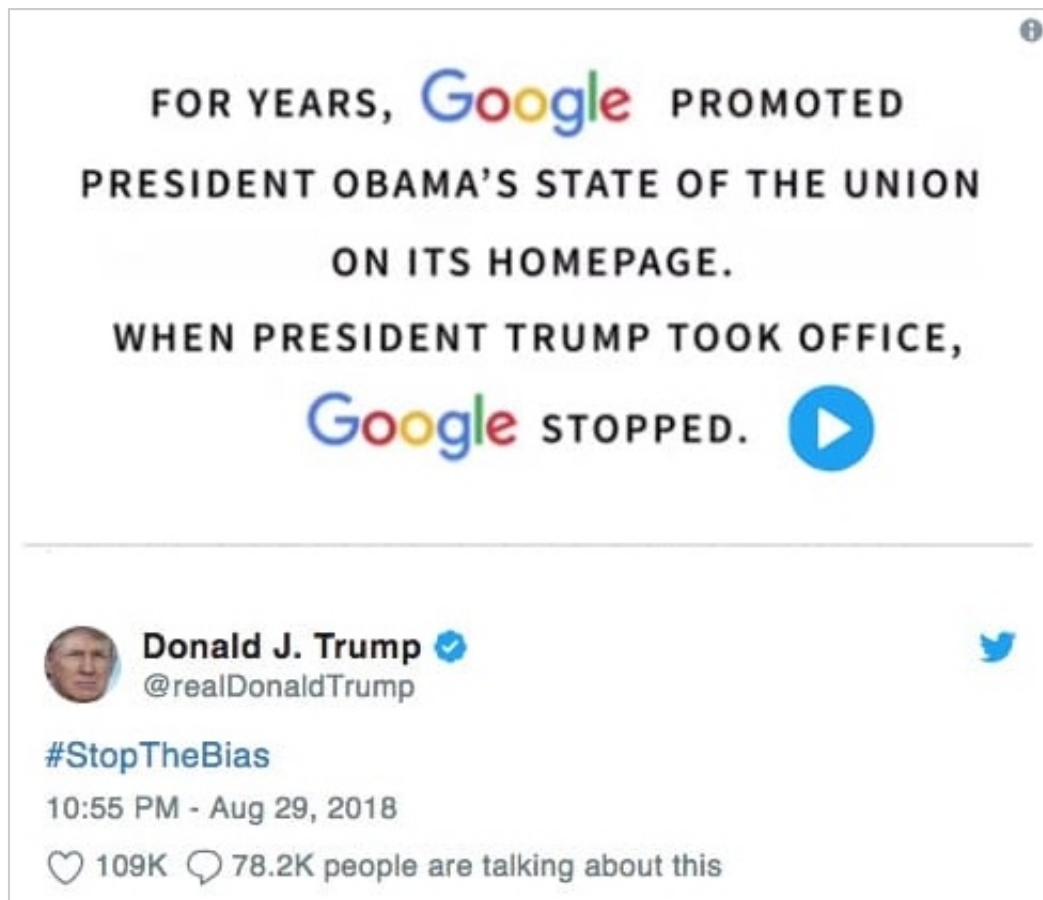 FOR YEARS, Google PROMOTED
PRESIDENT OBAMA'S STATE OF THE UNION
ON ITS HOMEPAGE.
WHEN PRESIDENT TRUMP TOOK OFFICE,
Google STOPPED.
Donald J. Trump
@realDonaldTrump
#StopTheBias
10:55 PM - Aug 29, 2018
109K 78.2K people are talking about this